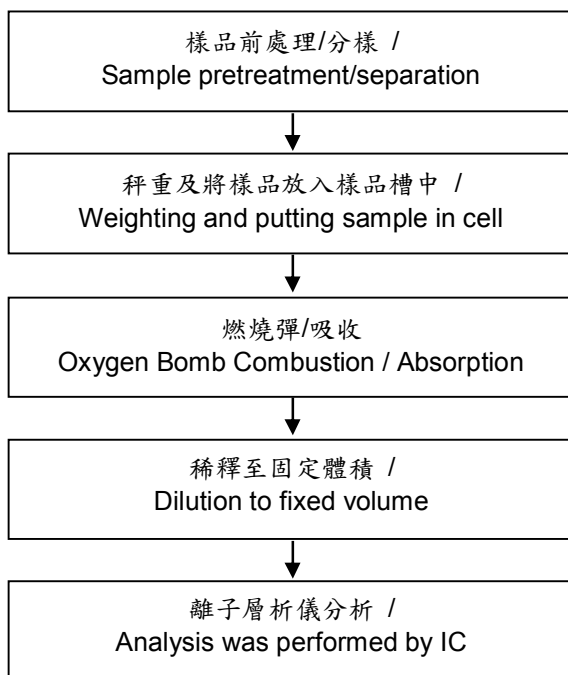 樣品前處理/分樣 /
Sample pretreatment/separation
秤重及將樣品放入樣品槽中 /
Weighting and putting sample in cell
燃燒彈/吸收
Oxygen Bomb Combustion / Absorption
稀釋至固定體積 /
Dilution to fixed volume
離子層析儀分析 /
Analysis was performed by IC